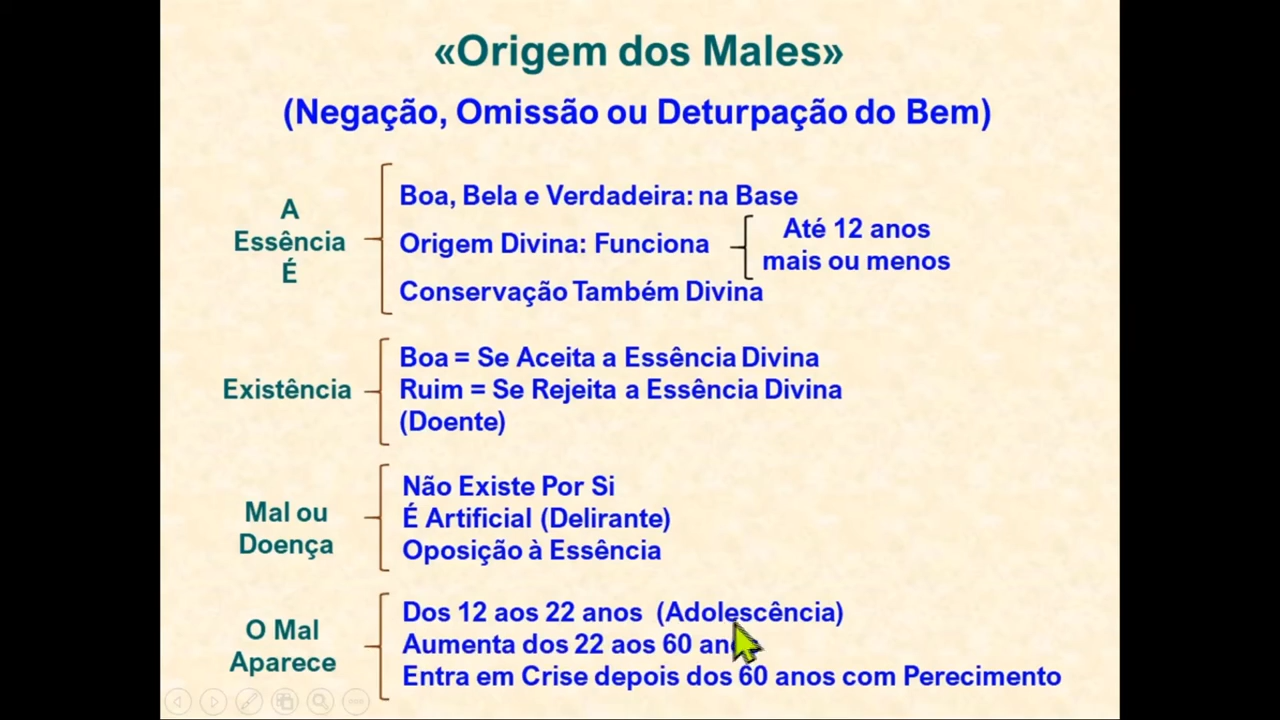 «Origem dos Males»
(Negação, Omissão ou Deturpação do Bem)
A
Essência
É
Boa, Bela e Verdadeira: na Base
Origem Divina: Funciona
Até 12 anos
mais ou menos
Conservação Também Divina
Existência
Boa = Se Aceita a Essência Divina
Ruim = Se Rejeita a Essência Divina
(Doente)
Mal ou
Doença
Não Existe Por Si
É Artificial (Delirante)
Oposição à Essência
O Mal
Aparece
Dos 12 aos 22 anos (Adolescência)
Aumenta dos 22 aos 60
Entra em Crise depois dos 60 anos com Perecimento